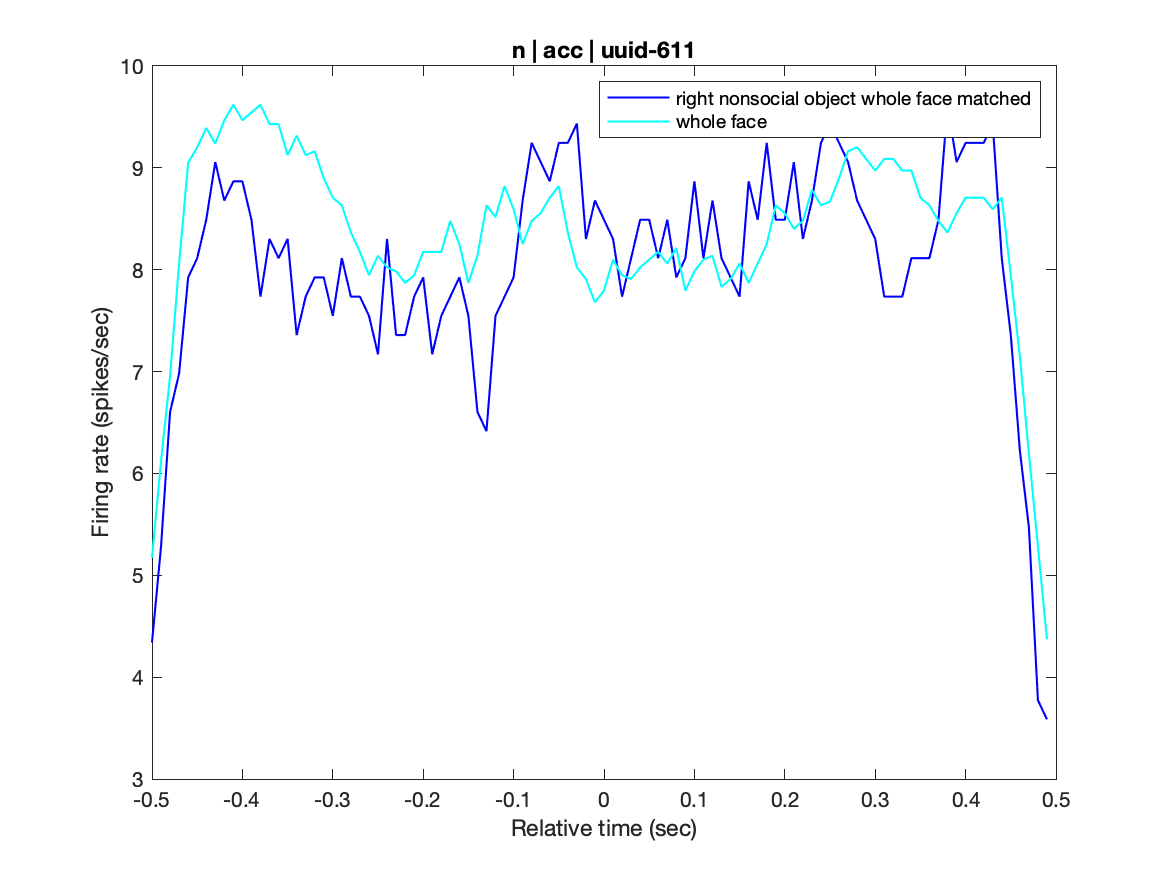 n | acc | uuid-611
right nonsocial object whole face matched
whole face
10
9
8
7
6
5
4
3
Firing rate (spikes/sec)
-0.5 -0.4 -0.3 -0.2 -0.1 0 0.1 0.2 0.3 0.4 0.5
Relative time (sec)